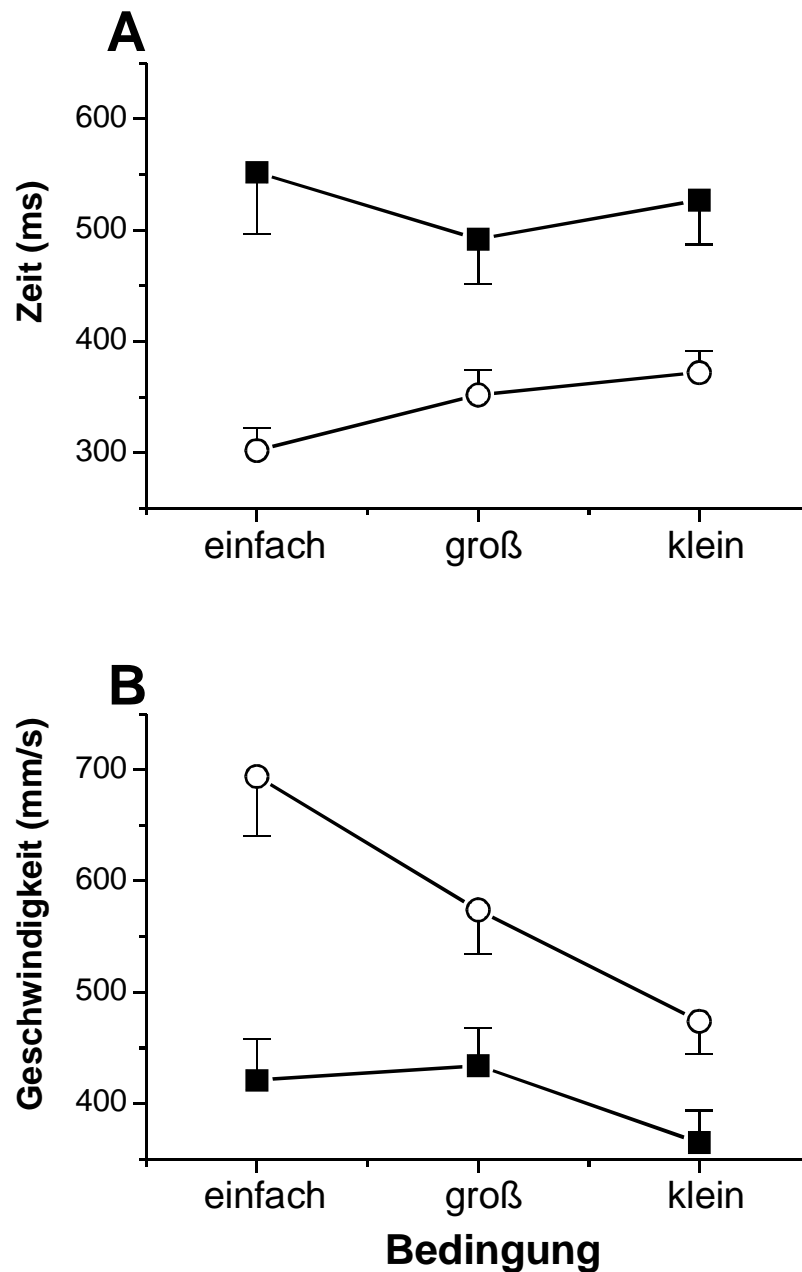 A
Zeit (ms)
600
500
400
300
einfach groß klein
B
Geschwindigkeit (mm/s)
700
600
500
400
einfach groß klein
Bedingung